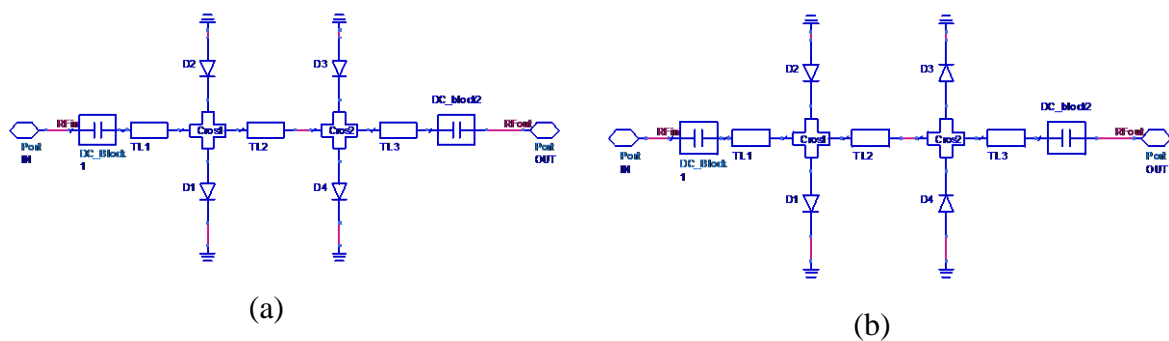 D2
D3
DC_block2
RFin
Cros1
Cros2
RFout
Port
IN
DC_Block
1
TL1
TL2
TL3
Port
OUT
D1
D4
(a)
D2
D3
DC_block2
RFin
Cros1
Cros2
RFout
Port
IN
DC_Block
1
TL1
TL2
TL3
Port
OUT
D1
D4
(b)